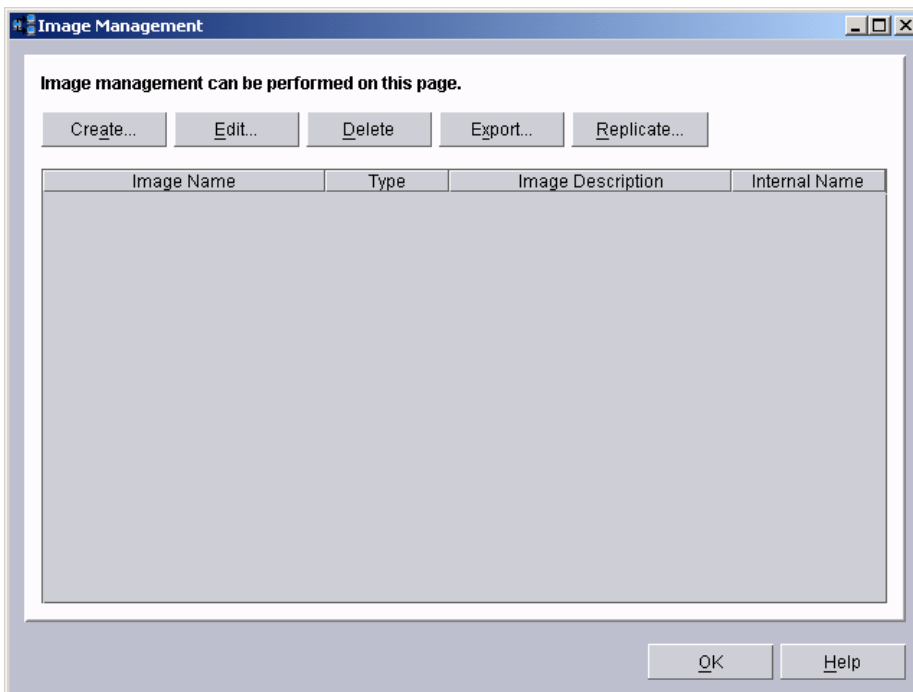 Image Management
Image management can be performed on this page.
Create... Edit... Delete Export... Replicate...
Image Name Type Image Description Internal Name
OK Help